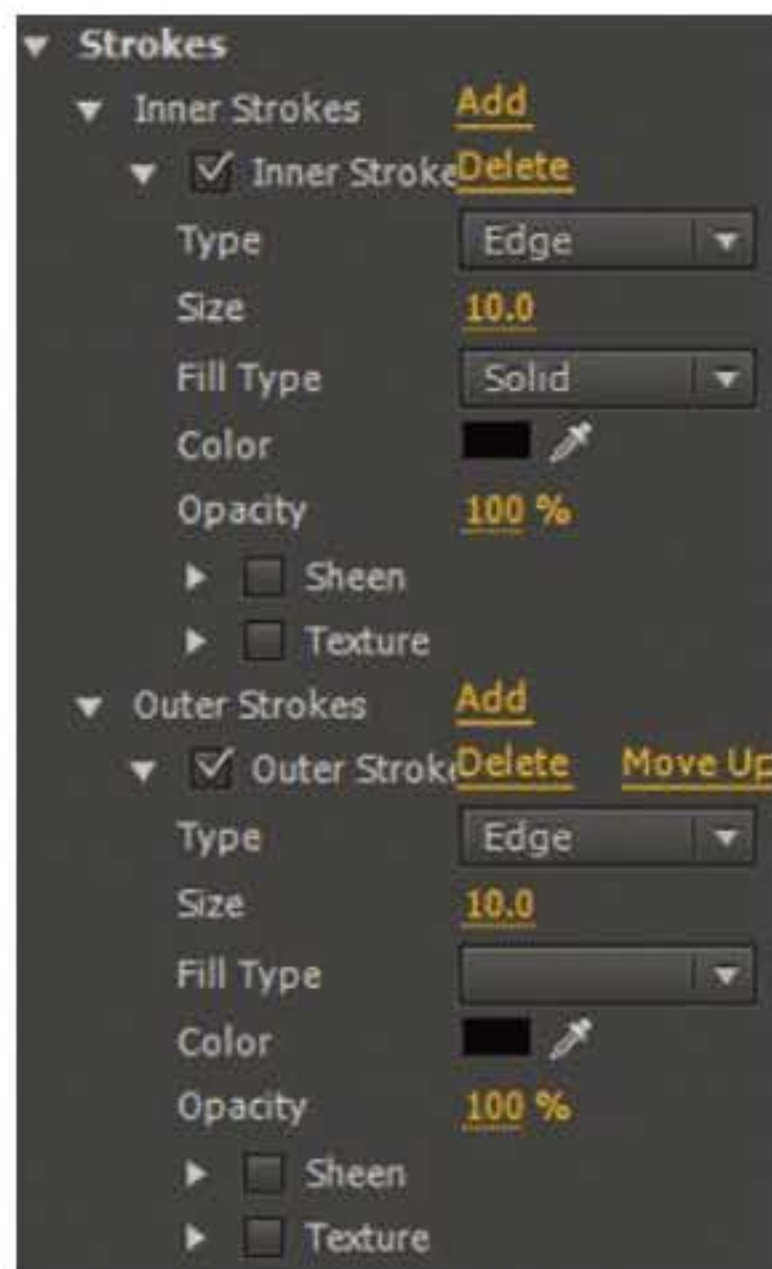 Strokes
Inner Strokes Add
Inner Stroke Delete
Type Edge
Size 10.0
Fill Type Solid
Color
Opacity 100 %
Sheen
Texture
Outer Strokes Add
Outer Stroke Delete Move Up
Type Edge
Size 10.0
Fill Type
Color
Opacity 100 %
Sheen
Texture